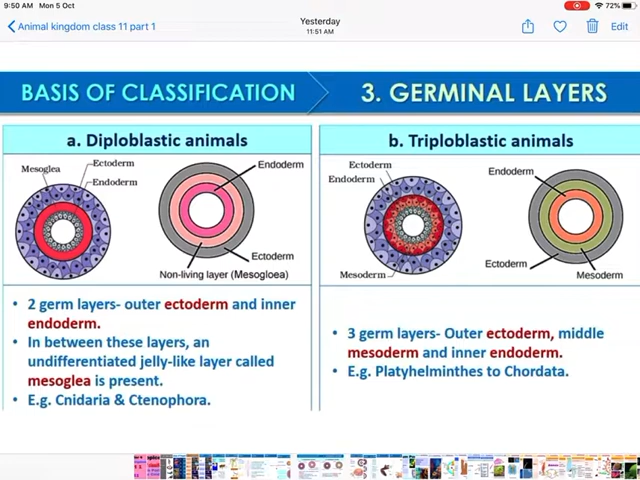 9:50 AM Mon 5 Oct
72%
Animal kingdom class 11 part 1
Yesterday
11:51 AM
Edit
BASIS OF CLASSIFICATION
3. GERMINAL LAYERS
a. Diploblastic animals
Mesoglea
Ectoderm
Endoderm
Endoderm
Ectoderm
Non-living layer (Mesogloea)
• 2 germ layers- outer ectoderm and inner
endoderm.
• In between these layers, an
undifferentiated jelly-like layer called
mesoglea is present.
• E.g. Cnidaria & Ctenophora.
b. Triploblastic animals
Ectoderm
Endoderm
Mesoderm
Endoderm
Ectoderm
Mesoderm
• 3 germ layers- Outer ectoderm, middle
mesoderm and inner endoderm.
• E.g. Platyhelminthes to Chordata.